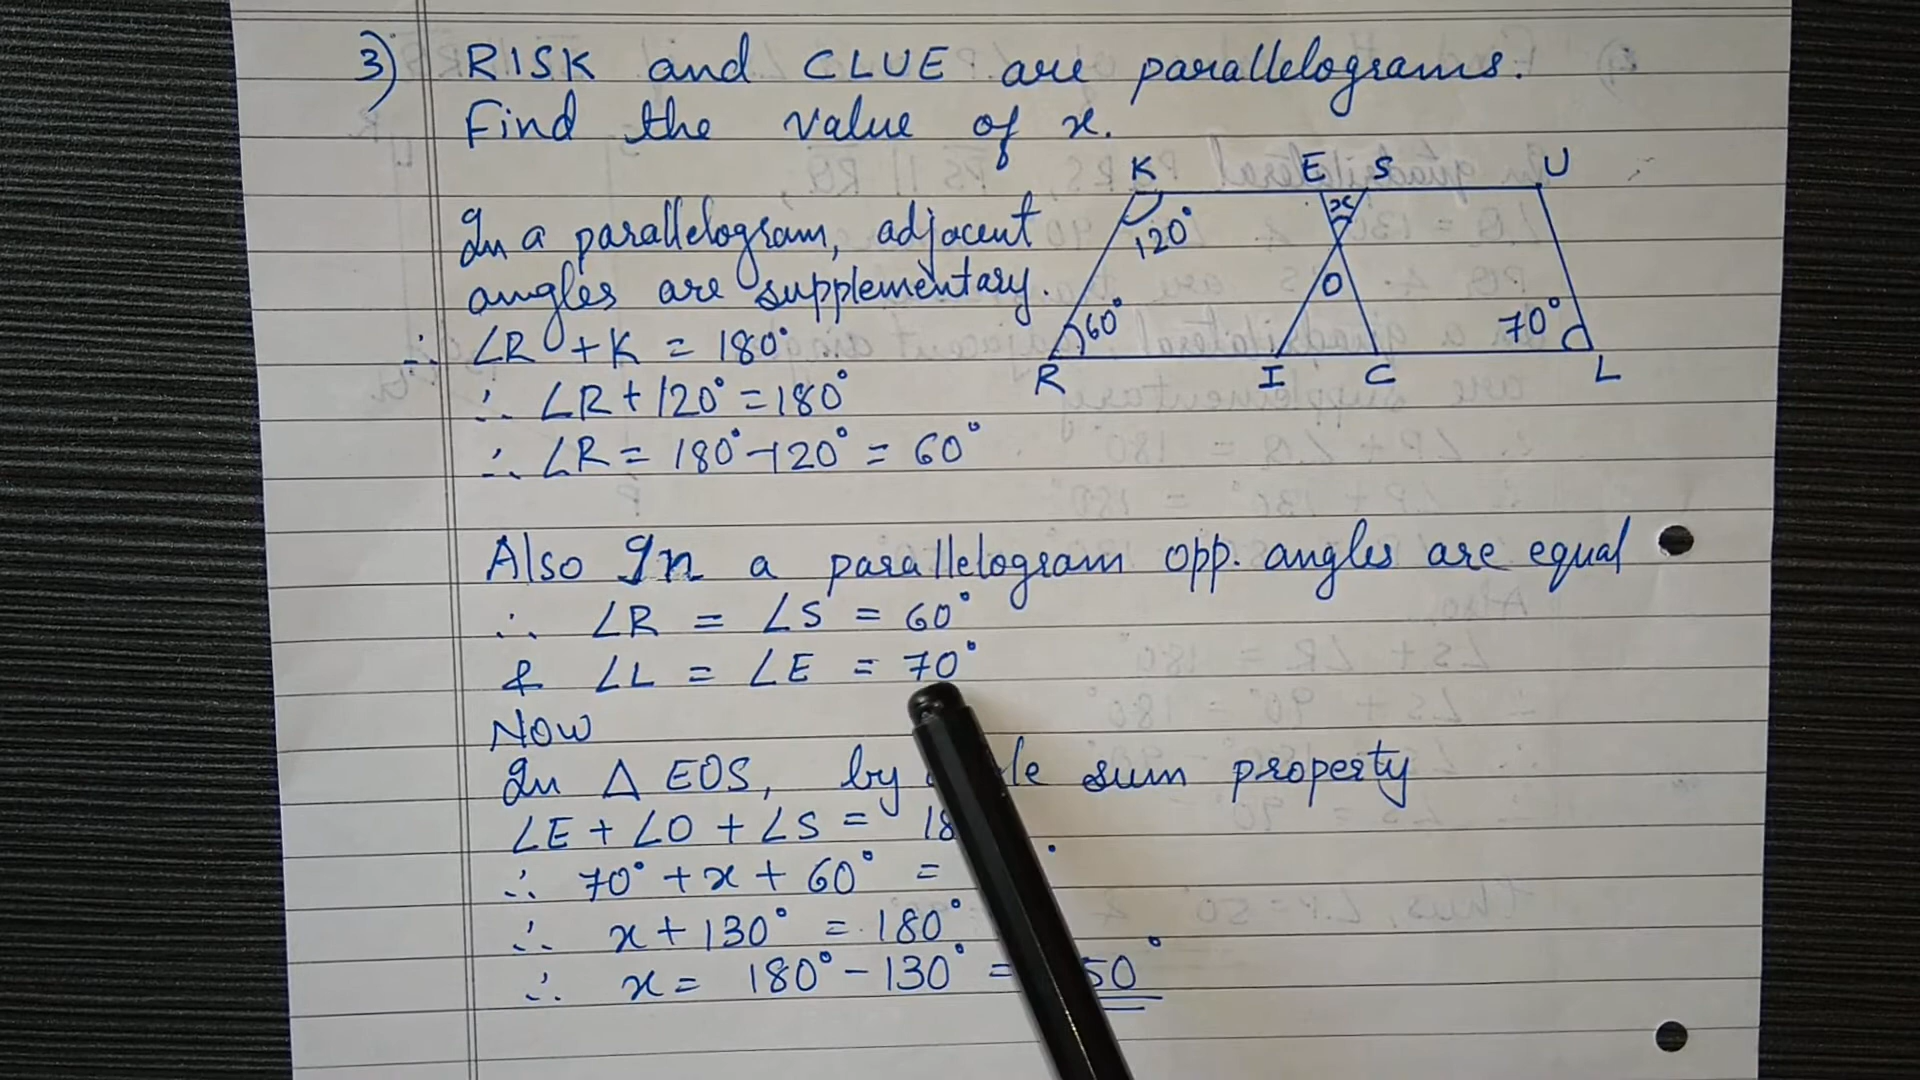 3) RISK and CLUE are parallelograms.
Find the value of x.
K E S U
x
120°
O
60°
70°
R I C L
In a parallelogram, adjacent
angles are supplementary.
∴ ∠R + K = 180°
∴ ∠R + 120° = 180°
∴ ∠R = 180° - 120° = 60°
Also In a parallelogram opp. angles are equal
∴ ∠R = ∠S = 60°
& ∠L = ∠E = 70°
Now
In △ EOS, by sum property
∠E + ∠O + ∠S = 18
∴ 70° + x + 60° =
∴ x + 130° = 180°
∴ x = 180° - 130° = 50°